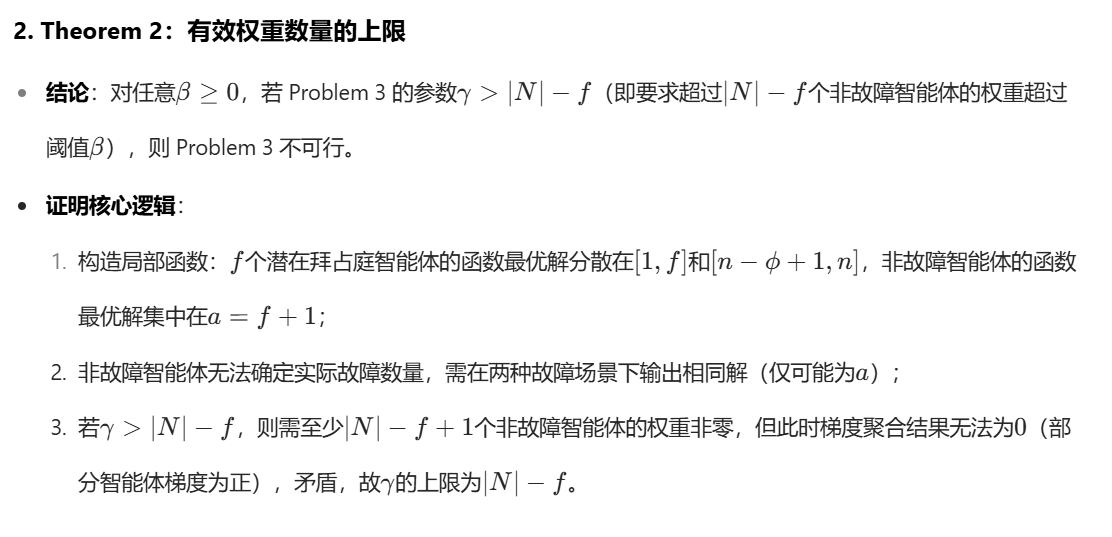 2. Theorem 2：有效权重数量的上限
• 结论：对任意β ≥ 0，若 Problem 3 的参数γ > |N| − f（即要求超过|N| − f个非故障智能体的权重超过
阈值β），则 Problem 3 不可行。
• 证明核心逻辑：
1. 构造局部函数：f个潜在拜占庭智能体的函数最优解分散在[1, f]和[n − ϕ + 1, n]，非故障智能体的函数
最优解集中在a = f + 1；
2. 非故障智能体无法确定实际故障数量，需在两种故障场景下输出相同解（仅可能为a）；
3. 若γ > |N| − f，则需至少|N| − f + 1个非故障智能体的权重非零，但此时梯度聚合结果无法为0（部
分智能体梯度为正），矛盾，故γ的上限为|N| − f。